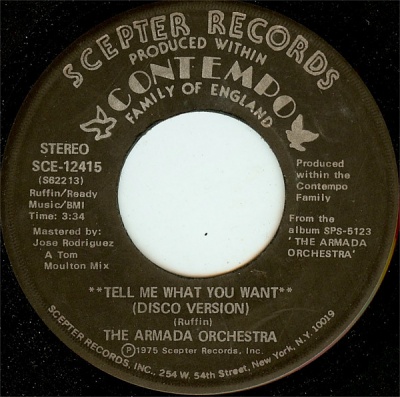 SCEPTER RECORDS
PRODUCED WITHIN
CONTEMPO
FAMILY OF ENGLAND
STEREO
SCE-12415
(S62213)
Ruffin/Ready
Music/BMI
Time: 3:34
Mastered by:
Jose Rodriguez
A Tom
Moulton Mix
Produced
within the
Contempo
Family
From the
album SPS-5123
'THE ARMADA
ORCHESTRA'
**TELL ME WHAT YOU WANT**
(DISCO VERSION)
(Ruffin)
THE ARMADA ORCHESTRA
Ⓟ1975 Scepter Records, Inc.
SCEPTER RECORDS, INC. 254 W. 54th Street, New York, N.Y. 10019